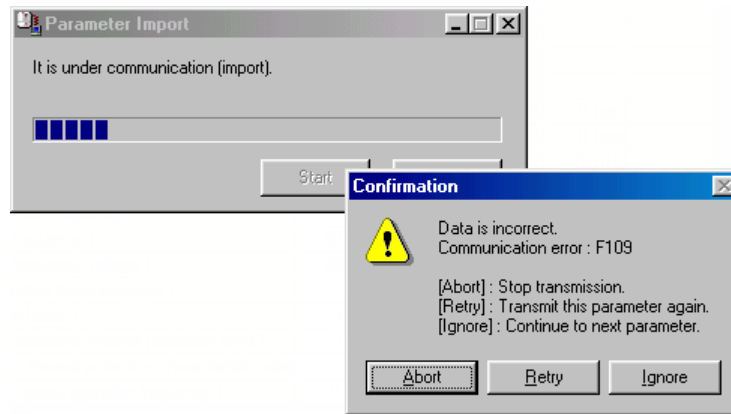 Parameter Import
It is under communication (import).
Start
Confirmation
Data is incorrect.
Communication error : F109
[Abort] : Stop transmission.
[Retry] : Transmit this parameter again.
[Ignore] : Continue to next parameter.
Abort
Retry
Ignore